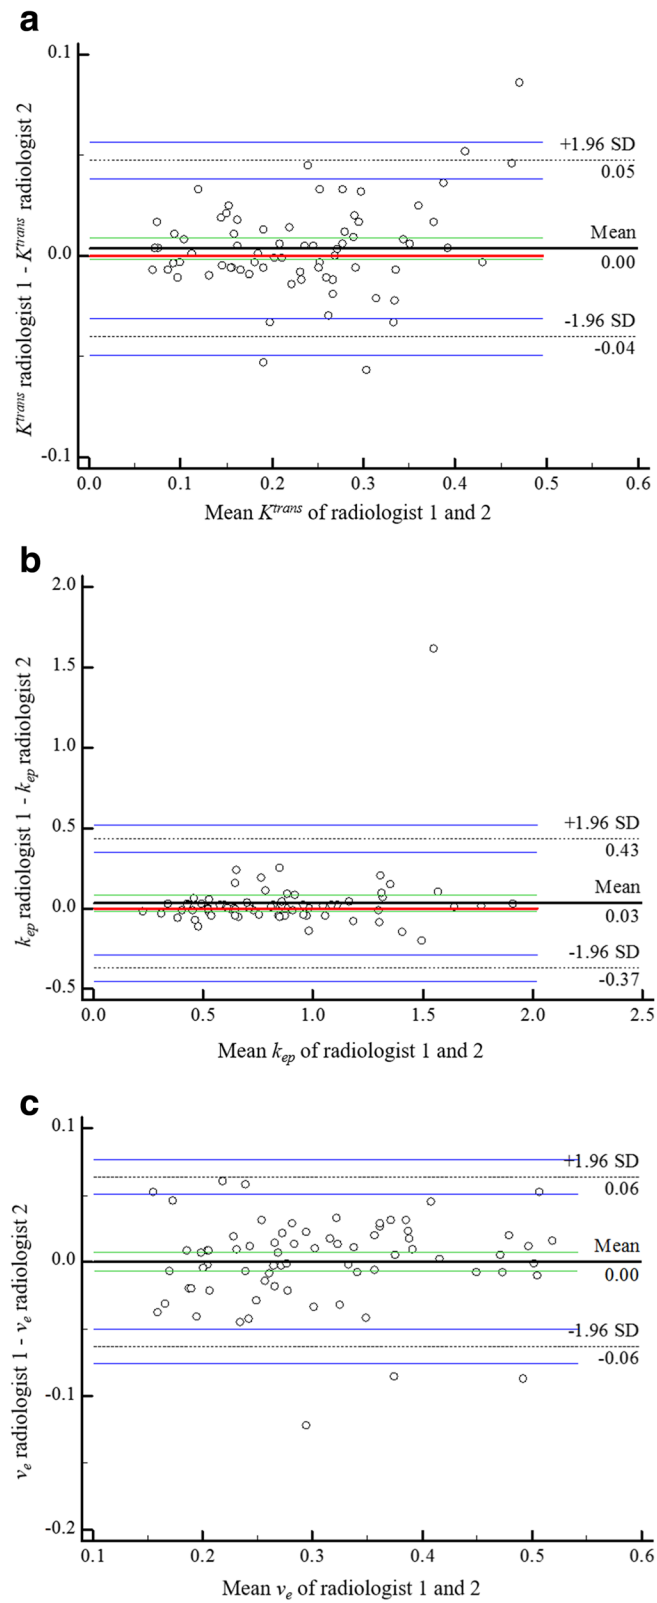 a
0.1
+1.96 SD
0.05
Mean
0.0
0.00
-1.96 SD
-0.04
-0.1
0.0 0.1 0.2 0.3 0.4 0.5 0.6
Mean Ktrans of radiologist 1 and 2
Ktrans radiologist 1 - Ktrans radiologist 2
b
2.0
1.5
1.0
0.5
+1.96 SD
0.43
Mean
0.0
0.03
-1.96 SD
-0.37
-0.5
0.0 0.5 1.0 1.5 2.0 2.5
Mean kep of radiologist 1 and 2
kep radiologist 1 - kep radiologist 2
c
0.1
+1.96 SD
0.06
Mean
0.0
0.00
-1.96 SD
-0.06
-0.1
-0.2
0.1 0.2 0.3 0.4 0.5 0.6
Mean ve of radiologist 1 and 2
ve radiologist 1 - ve radiologist 2